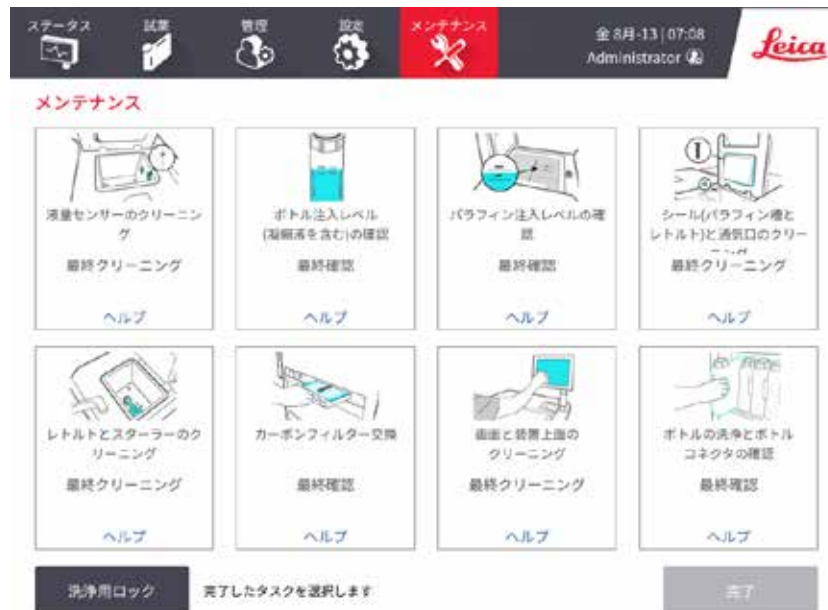 ステータス
試薬
管理
設定
メンテナンス
金 8月-13 | 07:08
Administrator
Leica
メンテナンス
液量センサーのクリーニン
グ
最終クリーニング
ヘルプ
ボトル注入レベル
(凝縮液を含む)の確認
最終確認
ヘルプ
パラフィン注入レベルの確
認
最終確認
ヘルプ
①
シール(パラフィン槽と
レトルト)と通気口のクリー
ニング
最終クリーニング
ヘルプ
レトルトとスターラーのク
リーニング
最終クリーニング
ヘルプ
カーボンフィルター交換
最終確認
ヘルプ
画面と装置上面の
クリーニング
最終クリーニング
ヘルプ
ボトルの洗浄とボトル
コネクタの確認
最終確認
ヘルプ
洗浄用ロック
完了したタスクを選択します
完了